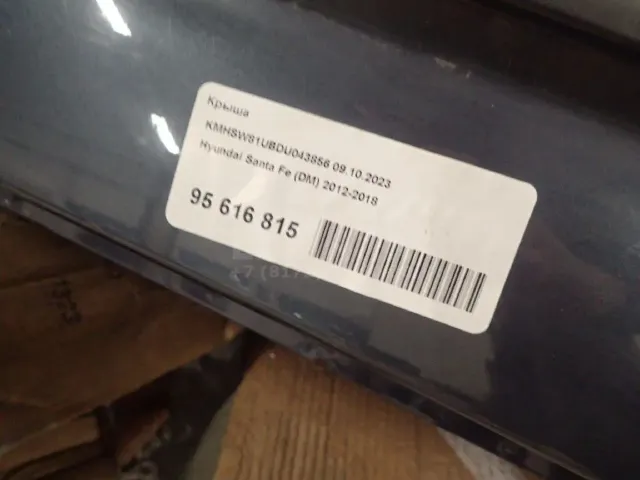 Крыша
KMHSW81UBDU043856 09.10.2023
Hyundai Santa Fe (DM) 2012-2018
95 616 815